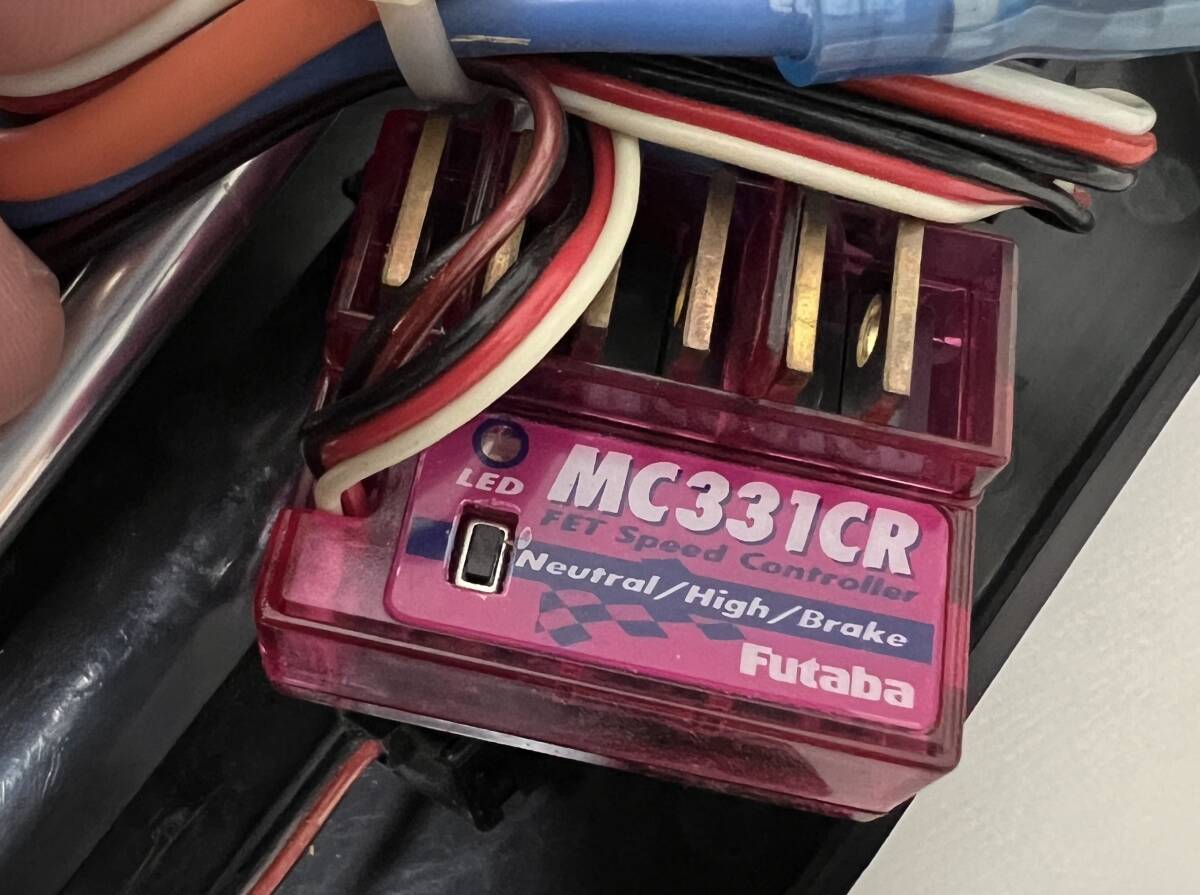 LED
MC331CR
FET Speed Controller
Neutral/High/Brake
Futaba